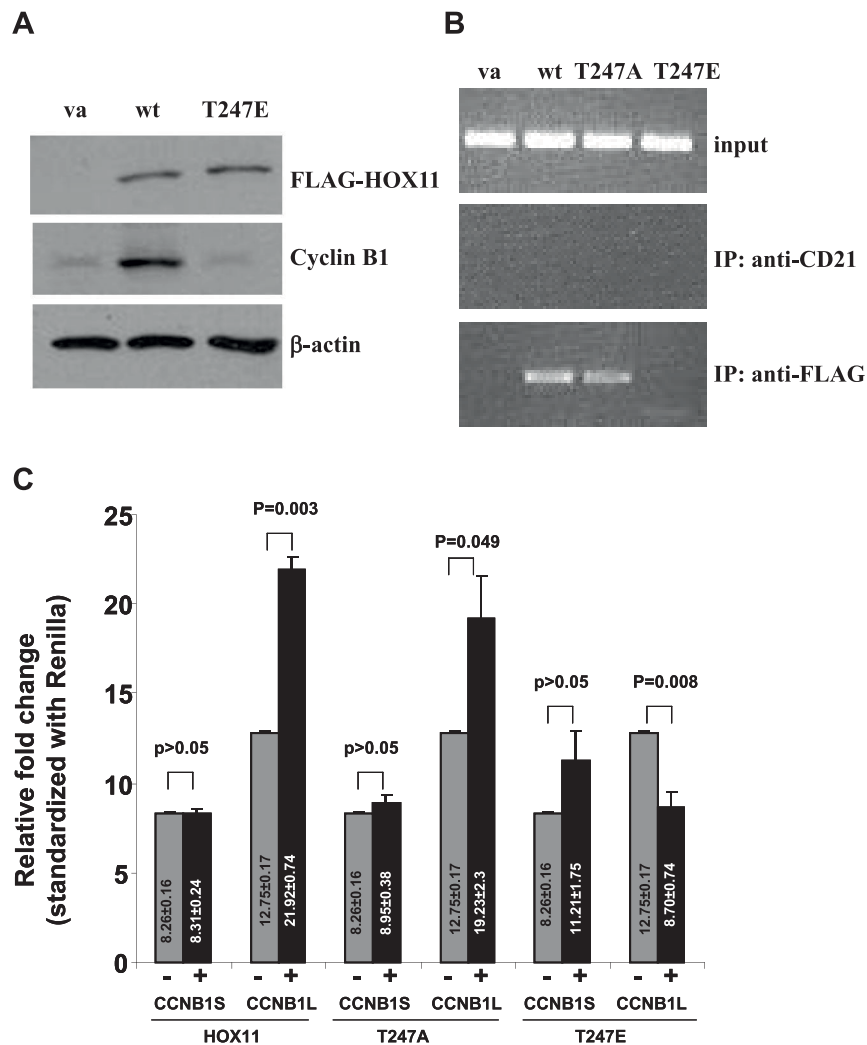 A
va wt T247E
FLAG-HOX11
Cyclin B1
β-actin
B
va wt T247A T247E
input
IP: anti-CD21
IP: anti-FLAG
C
Relative fold change
(standardized with Renilla)
25
20
15
10
5
0
p>0.05
P=0.003
p>0.05
P=0.049
p>0.05
P=0.008
8.26±0.16
8.31±0.24
12.75±0.17
21.92±0.74
8.26±0.16
8.95±0.38
12.75±0.17
19.23±2.3
8.26±0.16
11.21±1.75
12.75±0.17
8.70±0.74
- + - + - + - + - + - +
CCNB1S CCNB1L CCNB1S CCNB1L CCNB1S CCNB1L
HOX11 T247A T247E